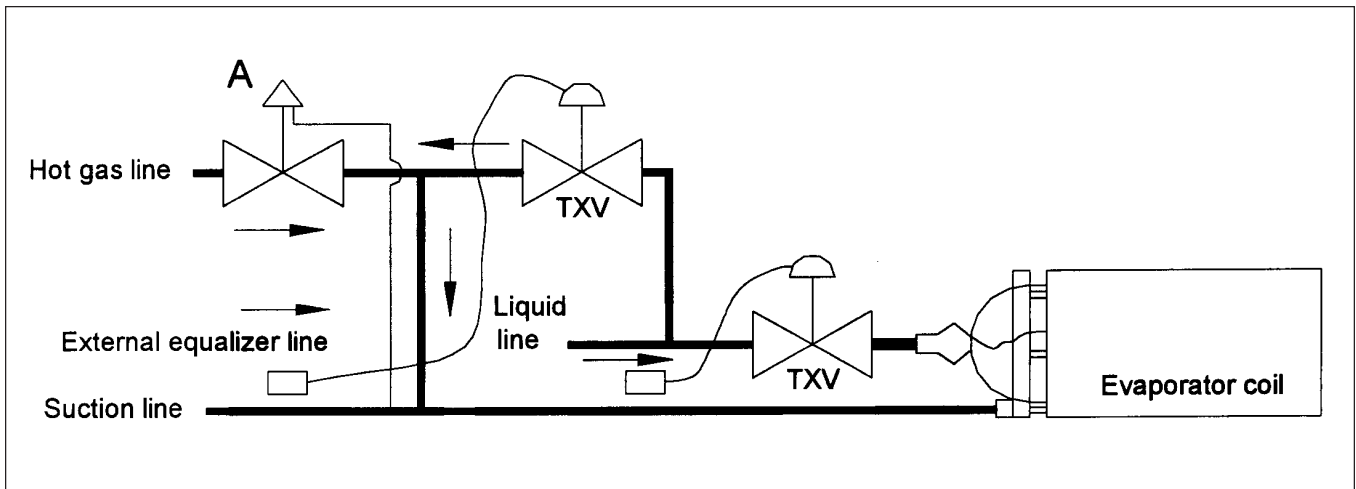 A
Hot gas line
TXV
Liquid
line
External equalizer line
TXV
Evaporator coil
Suction line